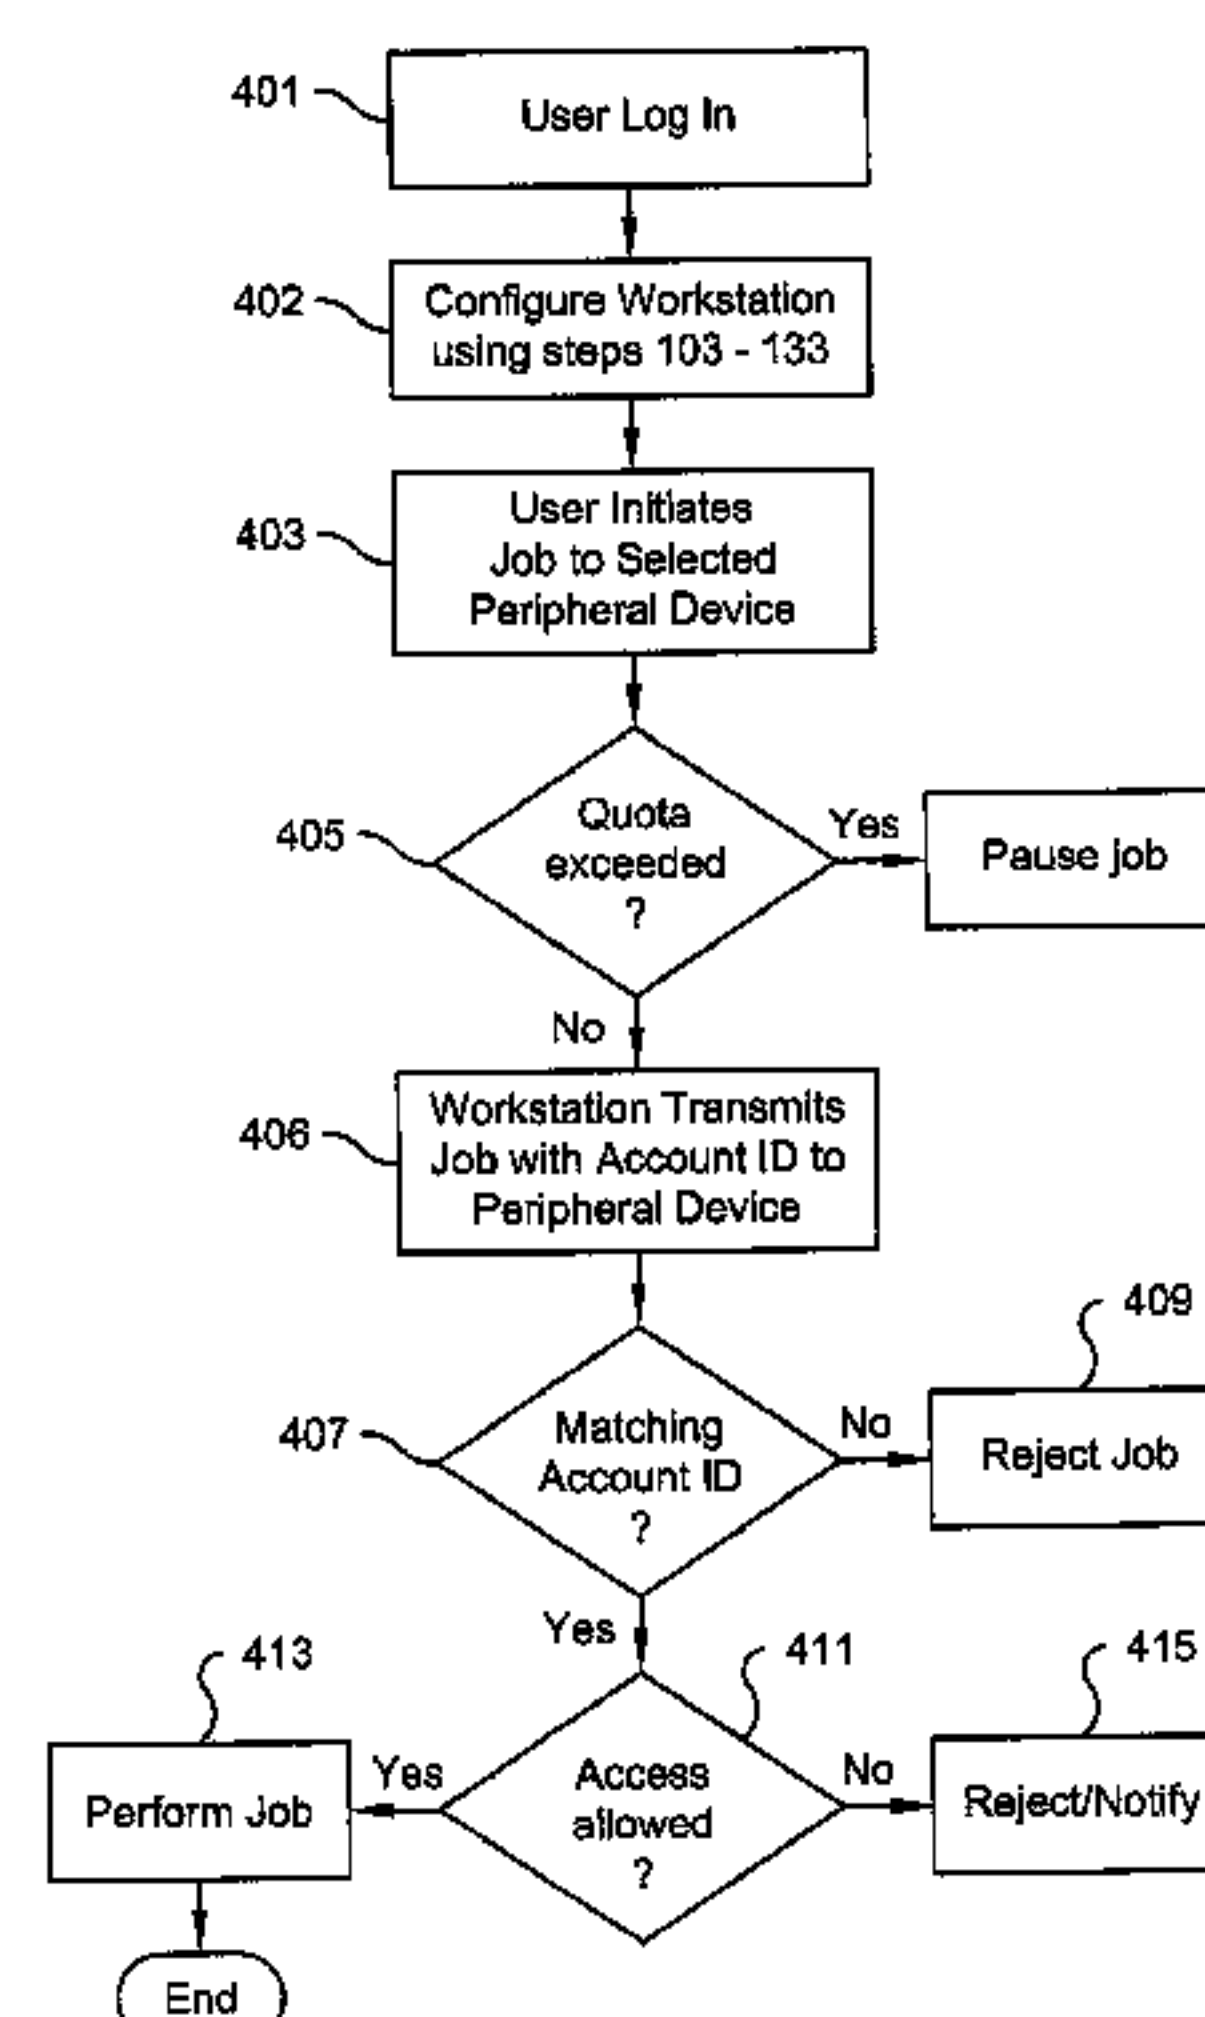 401
User Log In
402
Configure Workstation
using steps 103 - 133
403
User Initiates
Job to Selected
Peripheral Device
405
Quota
exceeded
?
Yes
Pause job
No
406
Workstation Transmits
Job with Account ID to
Peripheral Device
409
407
Matching
Account ID
?
No
Reject Job
Yes
413
411
415
Perform Job
Yes
Access
allowed
?
No
Reject/Notify
End